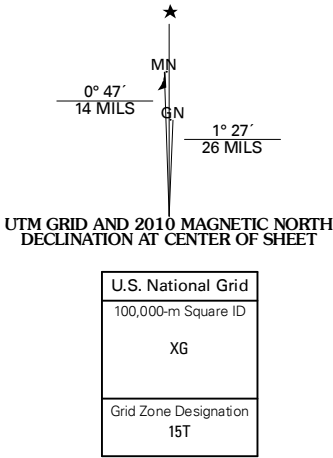 ★
MN
0° 47´
14 MILS
GN
1° 27´
26 MILS
UTM GRID AND 2010 MAGNETIC NORTH
DECLINATION AT CENTER OF SHEET
U.S. National Grid
100,000-m Square ID
XG
Grid Zone Designation
15T